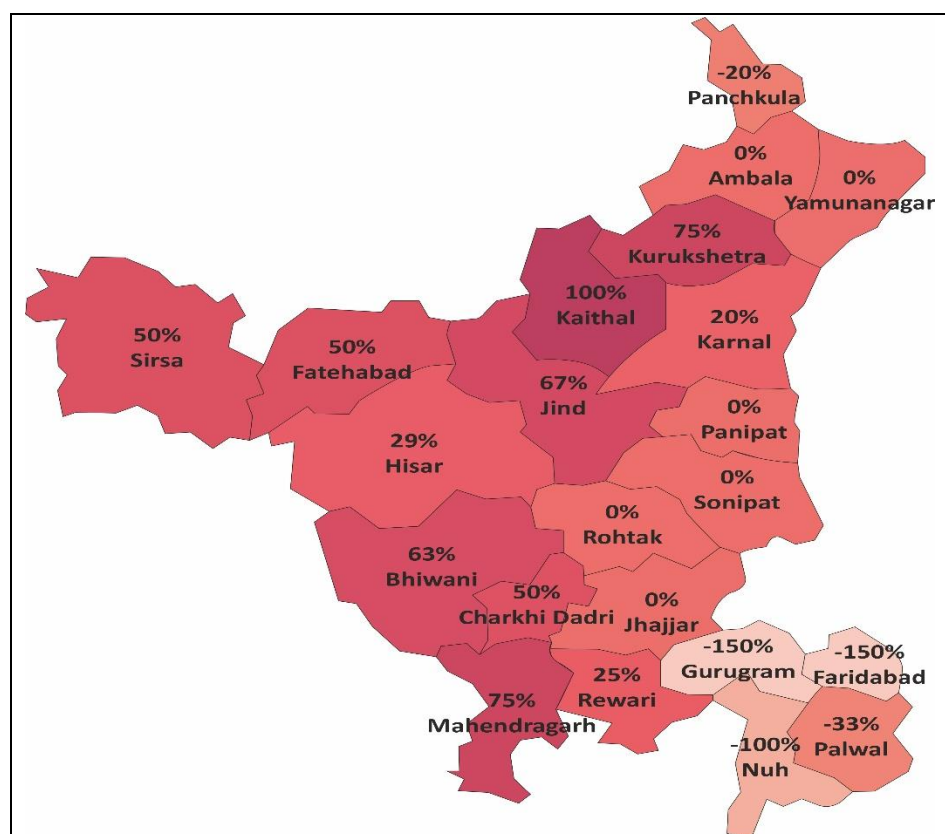 -20%
Panchkula
0%
Ambala
0%
Yamunanagar
75%
Kurukshetra
100%
Kaithal
20%
Karnal
50%
Sirsa
50%
Fatehabad
67%
Jind
0%
Panipat
29%
Hisar
0%
Sonipat
0%
Rohtak
63%
Bhiwani
50%
Charkhi Dadri
0%
Jhajjar
-150%
Gurugram
-150%
Faridabad
25%
Rewari
75%
Mahendragarh
-33%
Palwal
-100%
Nuh